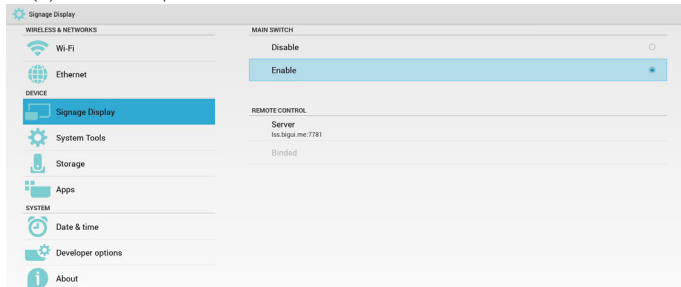 Signage Display
WIRELESS & NETWORKS
Wi-Fi
Ethernet
DEVICE
Signage Display
System Tools
Storage
Apps
SYSTEM
Date & time
Developer options
About
MAIN SWITCH
Disable
Enable
REMOTE CONTROL
Server
lss.bigui.me:7781
Binded